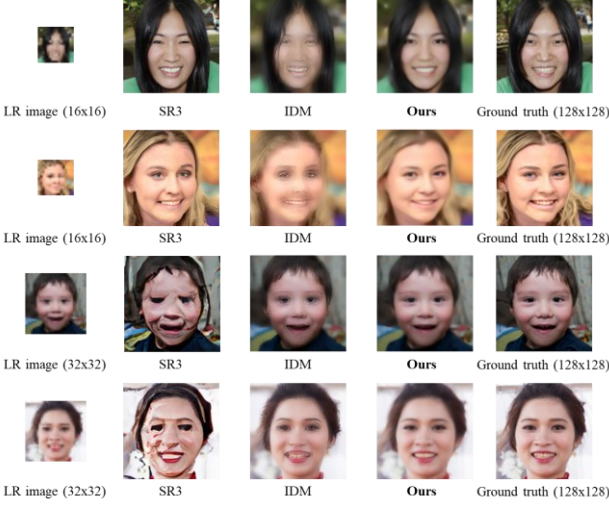 LR image (16x16) SR3 IDM Ours Ground truth (128x128)
LR image (16x16) SR3 IDM Ours Ground truth (128x128)
LR image (32x32) SR3 IDM Ours Ground truth (128x128)
LR image (32x32) SR3 IDM Ours Ground truth (128x128)